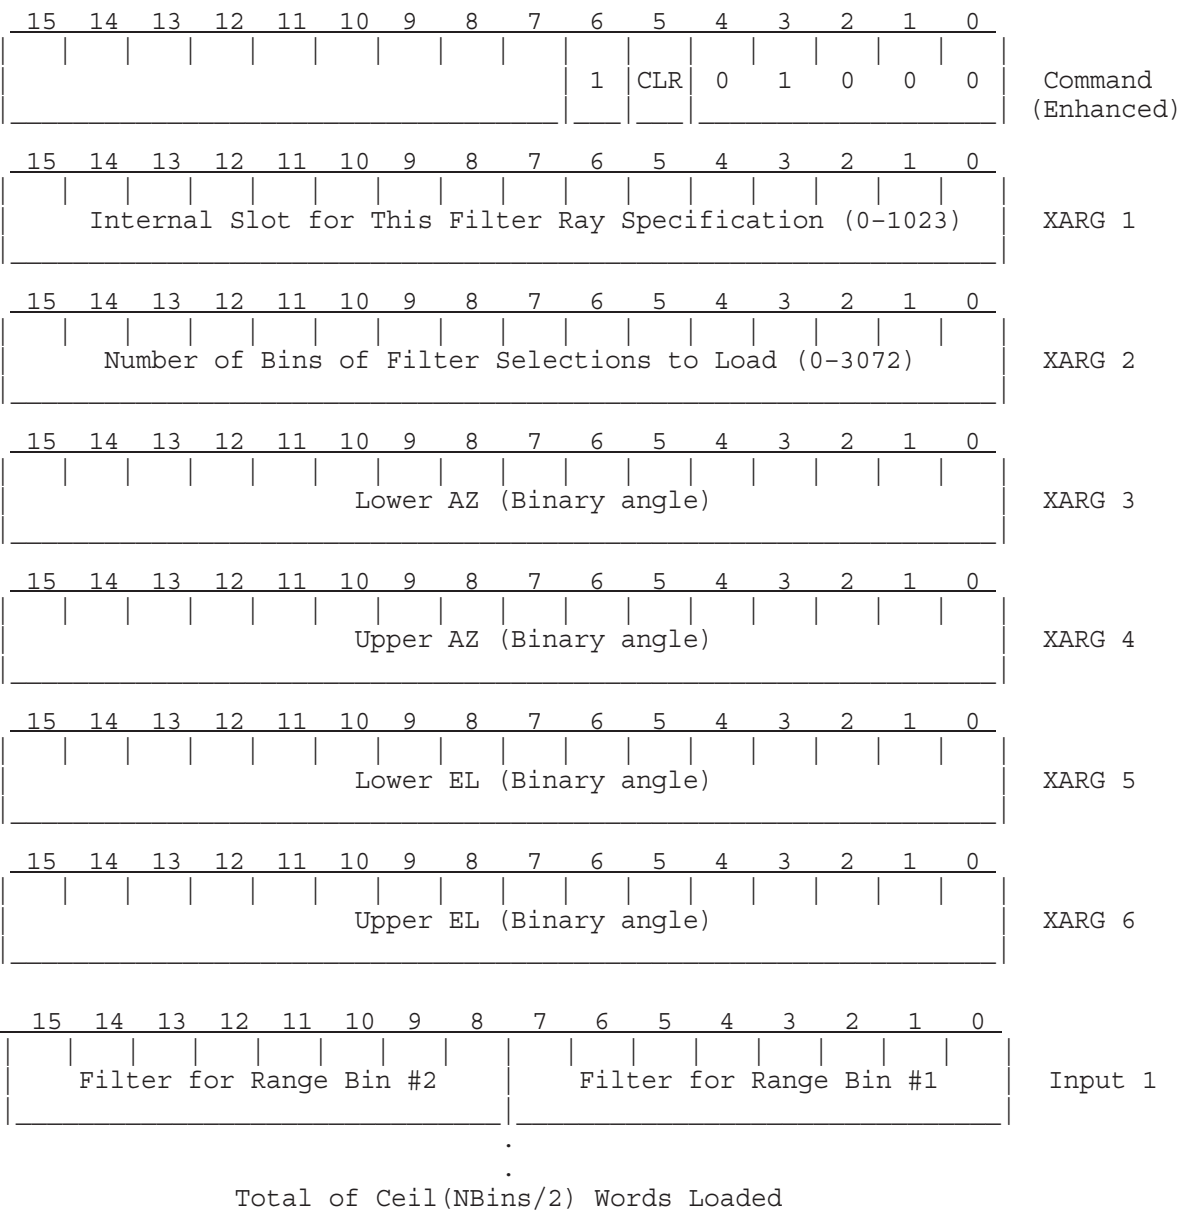 15 14 13 12 11 10 9 8 7 6 5 4 3 2 1 0
1 CLR 0 1 0 0 0 Command
(Enhanced)
15 14 13 12 11 10 9 8 7 6 5 4 3 2 1 0
Internal Slot for This Filter Ray Specification (0-1023) XARG 1
15 14 13 12 11 10 9 8 7 6 5 4 3 2 1 0
Number of Bins of Filter Selections to Load (0-3072) XARG 2
15 14 13 12 11 10 9 8 7 6 5 4 3 2 1 0
Lower AZ (Binary angle) XARG 3
15 14 13 12 11 10 9 8 7 6 5 4 3 2 1 0
Upper AZ (Binary angle) XARG 4
15 14 13 12 11 10 9 8 7 6 5 4 3 2 1 0
Lower EL (Binary angle) XARG 5
15 14 13 12 11 10 9 8 7 6 5 4 3 2 1 0
Upper EL (Binary angle) XARG 6
15 14 13 12 11 10 9 8 7 6 5 4 3 2 1 0
Filter for Range Bin #2 Filter for Range Bin #1 Input 1
.
.
Total of Ceil(NBins/2) Words Loaded